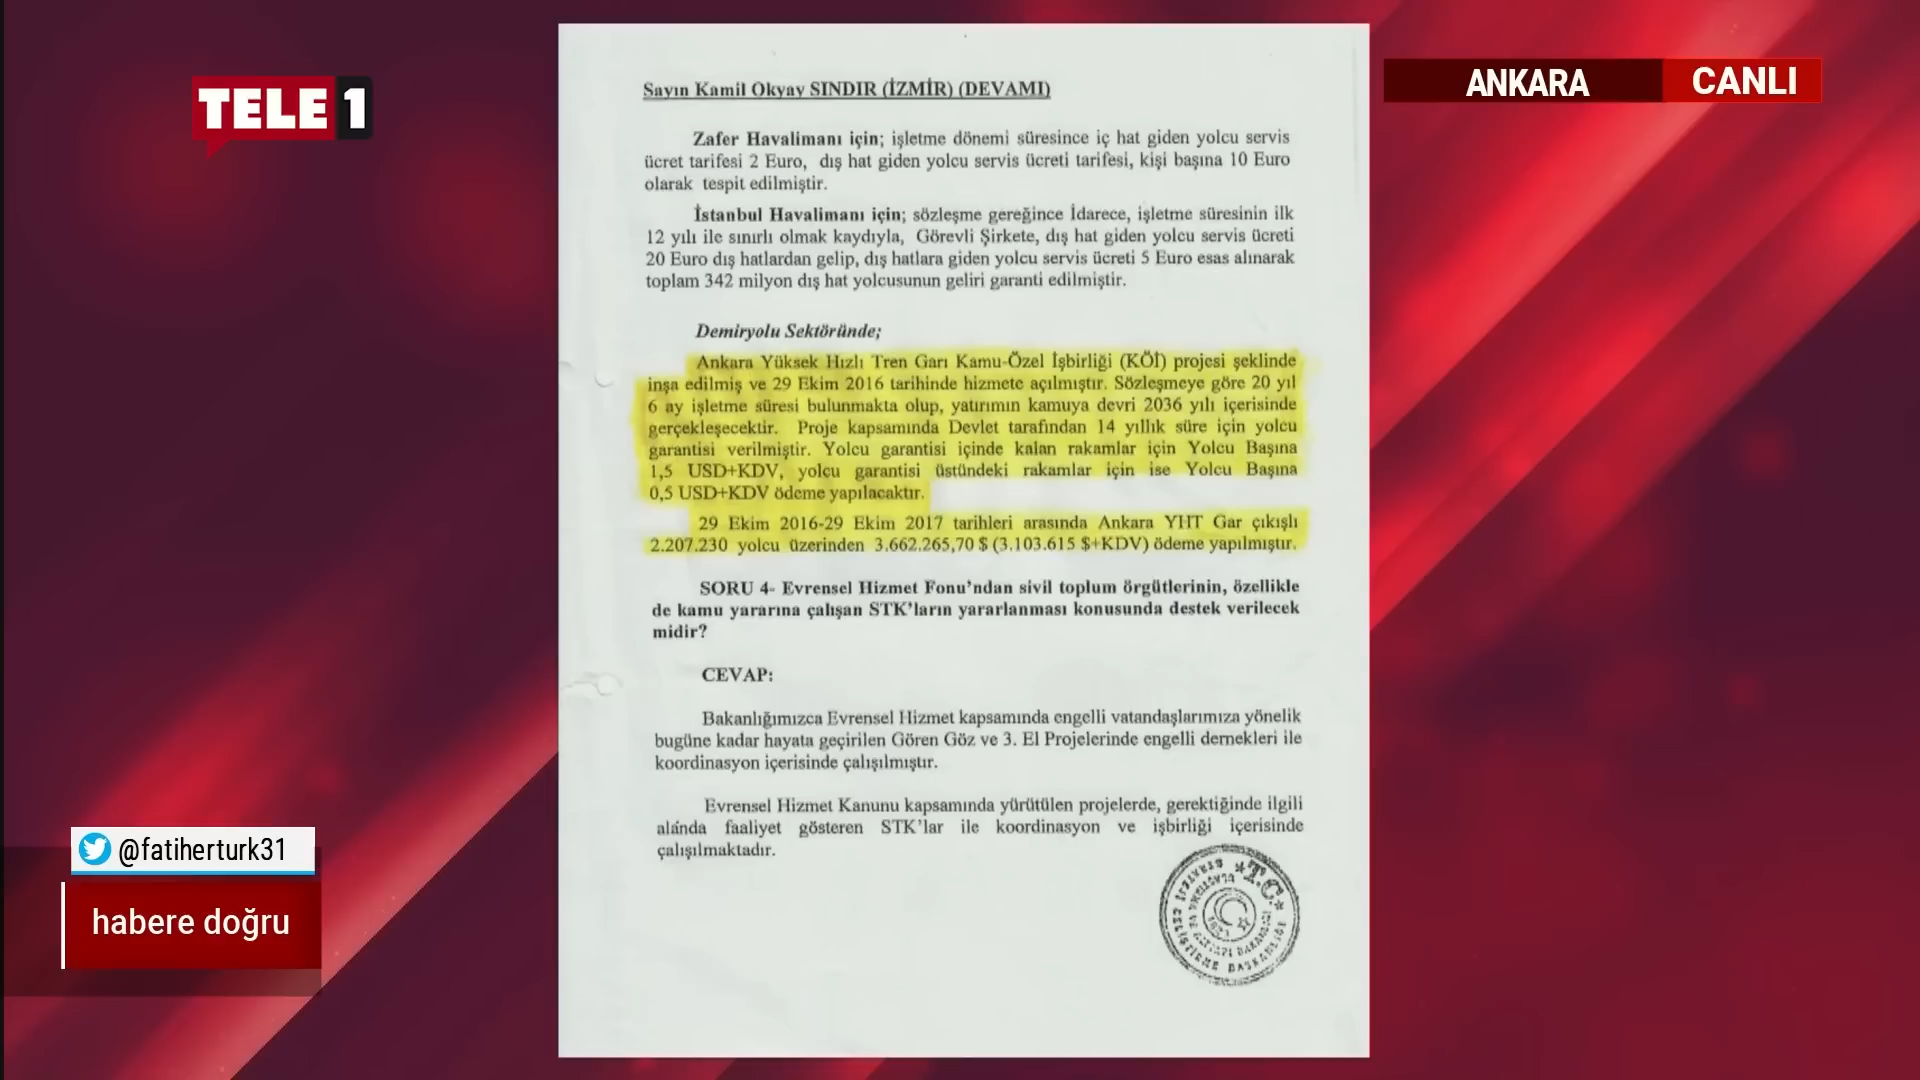 TELE1
ANKARA
CANLI
Sayın Kamil Okyay SINDIR (İZMİR) (DEVAMI)
Zafer Havalimanı için; işletme dönemi süresince iç hat giden yolcu servis
ücret tarifesi 2 Euro, dış hat giden yolcu servis ücreti tarifesi, kişi başına 10 Euro
olarak tespit edilmiştir.
İstanbul Havalimanı için; sözleşme gereğince İdarece, işletme süresinin ilk
12 yılı ile sınırlı olmak kaydıyla, Görevli Şirkete, dış hat giden yolcu servis ücreti
20 Euro dış hatlardan gelip, dış hatlara giden yolcu servis ücreti 5 Euro esas alınarak
toplam 342 milyon dış hat yolcusunun geliri garanti edilmiştir.
Demiryolu Sektöründe;
Ankara Yüksek Hızlı Tren Garı Kamu-Özel İşbirliği (KÖİ) projesi şeklinde
inşa edilmiş ve 29 Ekim 2016 tarihinde hizmete açılmıştır. Sözleşmeye göre 20 yıl
6 ay işletme süresi bulunmakta olup, yatırımın kamuya devri 2036 yılı içerisinde
gerçekleşecektir. Proje kapsamında Devlet tarafından 14 yıllık süre için yolcu
garantisi verilmiştir. Yolcu garantisi içinde kalan rakamlar için Yolcu Başına
1,5 USD+KDV, yolcu garantisi üstündeki rakamlar için ise Yolcu Başına
0,5 USD+KDV ödeme yapılacaktır.
29 Ekim 2016-29 Ekim 2017 tarihleri arasında Ankara YHT Gar çıkışlı
2.207.230 yolcu üzerinden 3.662.265,70 $ (3.103.615 $+KDV) ödeme yapılmıştır.
SORU 4- Evrensel Hizmet Fonu'ndan sivil toplum örgütlerinin, özellikle
de kamu yararına çalışan STK'ların yararlanması konusunda destek verilecek
midir?
CEVAP:
Bakanlığımızca Evrensel Hizmet kapsamında engelli vatandaşlarımıza yönelik
bugüne kadar hayata geçirilen Gören Göz ve 3. El Projelerinde engelli dernekleri ile
koordinasyon içerisinde çalışılmıştır.
Evrensel Hizmet Kanunu kapsamında yürütülen projelerde, gerektiğinde ilgili
alanda faaliyet gösteren STK'lar ile koordinasyon ve işbirliği içerisinde
çalışılmaktadır.
T.C.
@fatiherturk31
habere doğru